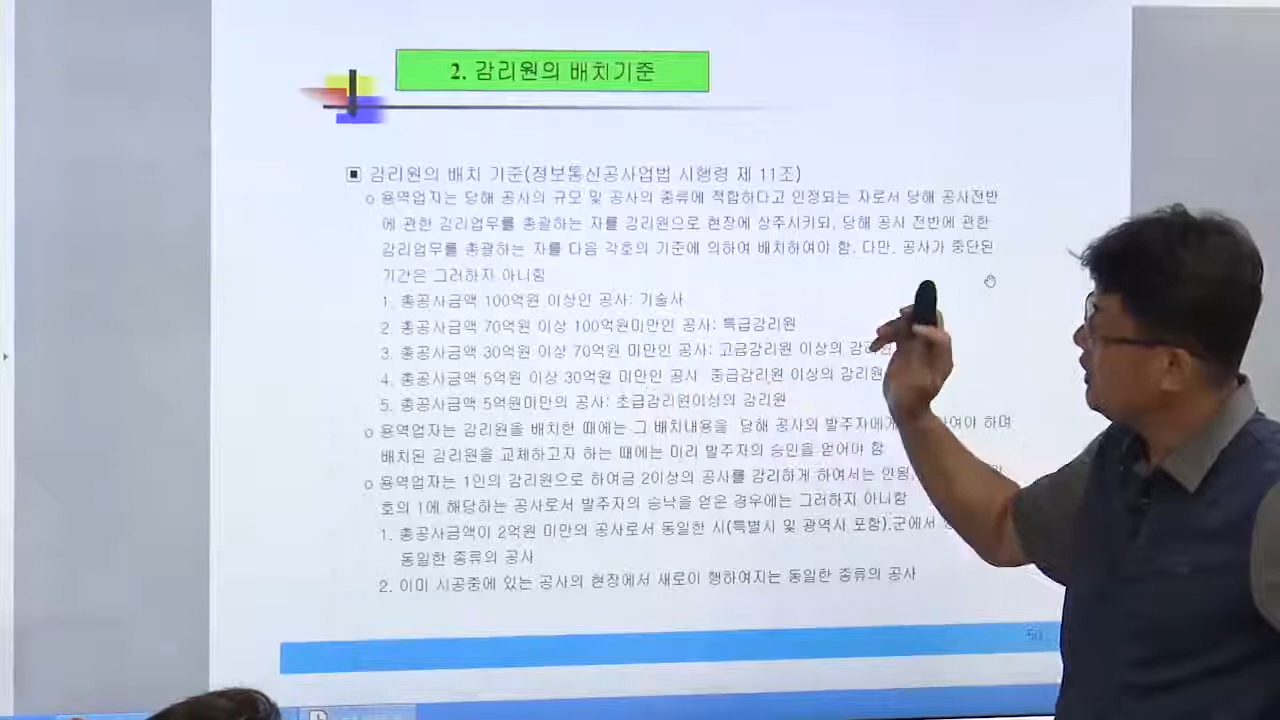 2. 감리원의 배치기준
▣ 감리원의 배치 기준(정보통신공사업법 시행령 제 11조)
o 용역업자는 당해 공사의 규모 및 공사의 종류에 적합하다고 인정되는 자로서 당해 공사전반
에 관한 감리업무를 총괄하는 자를 감리원으로 현장에 상주시키되, 당해 공사 전반에 관한
감리업무를 총괄하는 자를 다음 각호의 기준에 의하여 배치하여야 함. 다만. 공사가 중단된
기간은 그러하지 아니함
1. 총공사금액 100억원 이상인 공사: 기술사
2. 총공사금액 70억원 이상 100억원미만인 공사: 특급감리원
3. 총공사금액 30억원 이상 70억원 미만인 공사: 고급감리원 이상의
4. 총공사금액 5억원 이상 30억원 미만인 공사 중급감리원 이상의 감리원
5. 총공사금액 5억원미만의 공사: 초급감리원이상의 감리원
o 용역업자는 감리원을 배치한 때에는 그 배치내용을 당해 공사의 발주자에게 하며
배치된 감리원을 교체하고자 하는 때에는 미리 발주자의 승인을 얻어야 함
o 용역업자는 1인의 감리원으로 하여금 2이상의 공사를 감리하게 하여서는
호의 1에 해당하는 공사로서 발주자의 승낙을 얻은 경우에는 그러하지 아니함
1. 총공사금액이 2억원 미만의 공사로서 동일한 시(특별시 및 광역시 포함).군에서
동일한 종류의 공사
2. 이미 시공중에 있는 공사의 현장에서 새로이 행하여지는 동일한 종류의 공사
50